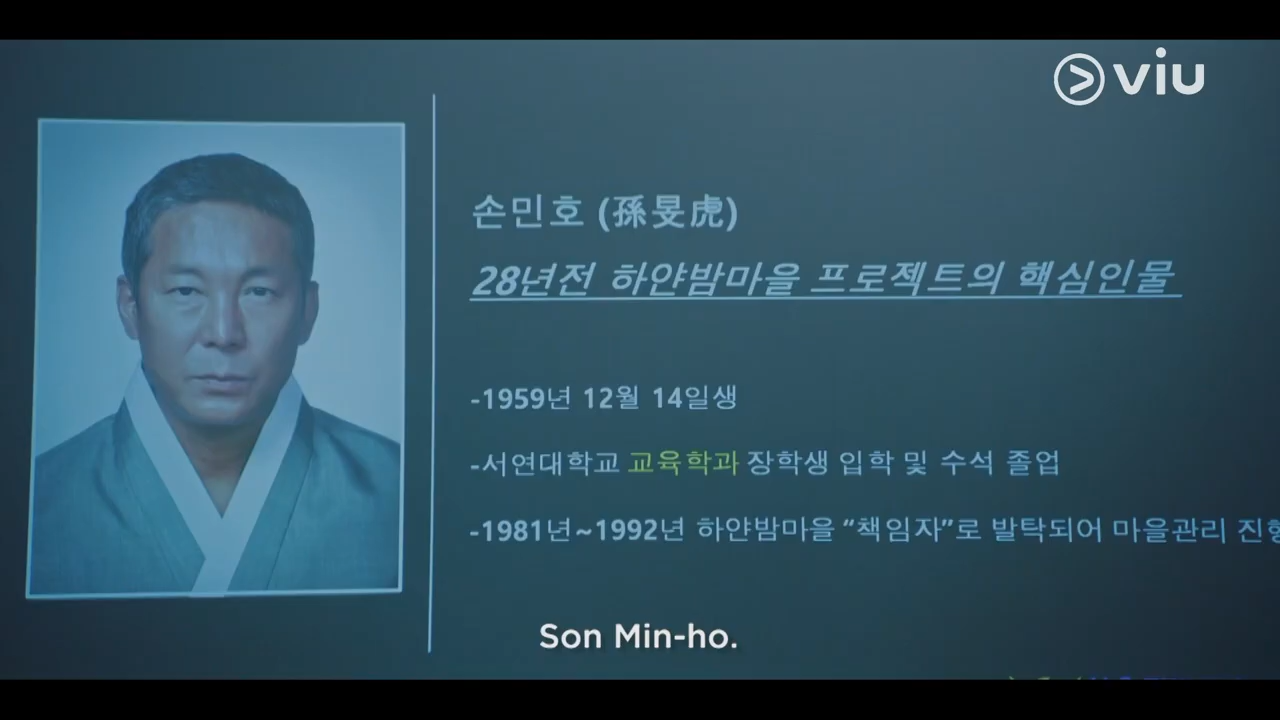 viu
손민호 (孫旻虎)
28년전 하얀밤마을 프로젝트의 핵심인물
-1959년 12월 14일생
-서연대학교 교육학과 장학생 입학 및 수석 졸업
-1981년~1992년 하얀밤마을 “책임자”로 발탁되어 마을관리
Son Min-ho.